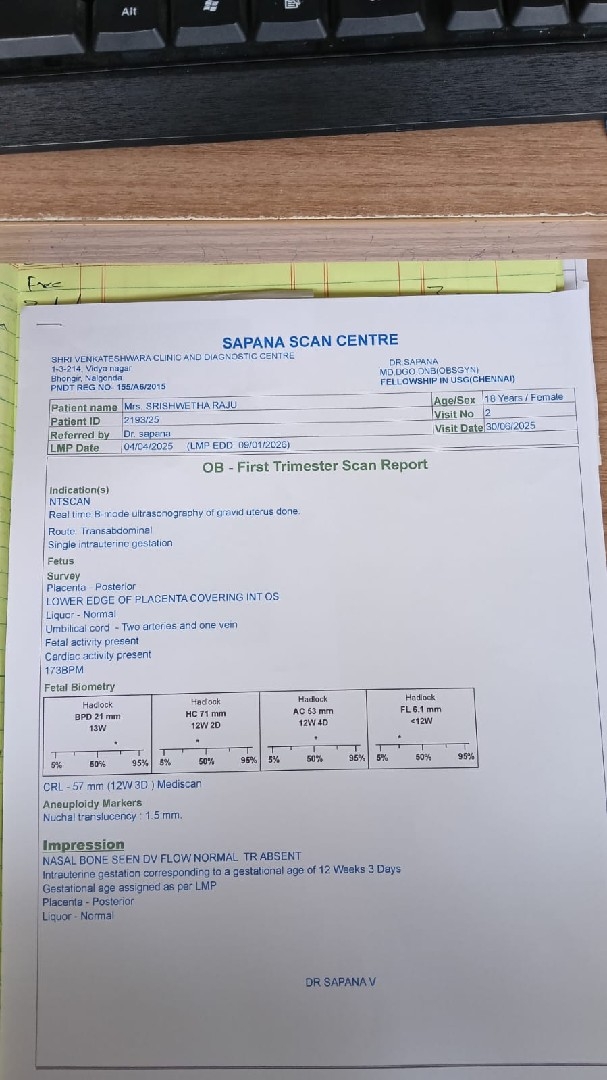 Alt
Free
SAPANA SCAN CENTRE
SHRI VENKATESHWARA CLINIC AND DIAGNOSTIC CENTRE
1-3-214, Vidya nagar
Bhongir, Nalgonda
PNDT REG NO- 155/A6/2015
DR.SAPANA
MD.DGO.DNB(OBSGYN)
FELLOWSHIP IN USG(CHENNAI)
Patient name Mrs. SRISHWETHA RAJU Age/Sex 18 Years / Female
Patient ID 2193/25 Visit No 2
Referred by Dr. sapana Visit Date 30/06/2025
LMP Date 04/04/2025 (LMP EDD 09/01/2026)
OB - First Trimester Scan Report
Indication(s)
NTSCAN
Real time B-mode ultrasonography of gravid uterus done.
Route: Transabdominal
Single intrauterine gestation
Fetus
Survey
Placenta - Posterior
LOWER EDGE OF PLACENTA COVERING INT OS
Liquor - Normal
Umbilical cord - Two arteries and one vein
Fetal activity present
Cardiac activity present
173BPM
Fetal Biometry
Hadlock Hadlock Hadlock Hadlock
BPD 21 mm HC 71 mm AC 53 mm FL 6.1 mm
13W 12W 2D 12W 4D <12W
5% 50% 95% 5% 50% 95% 5% 50% 95% 5% 50% 95%
CRL - 57 mm (12W 3D ) Mediscan
Aneuploidy Markers
Nuchal translucency : 1.5 mm.
Impression
NASAL BONE SEEN DV FLOW NORMAL TR ABSENT
Intrauterine gestation corresponding to a gestational age of 12 Weeks 3 Days
Gestational age assigned as per LMP
Placenta - Posterior
Liquor - Normal
DR SAPANA V